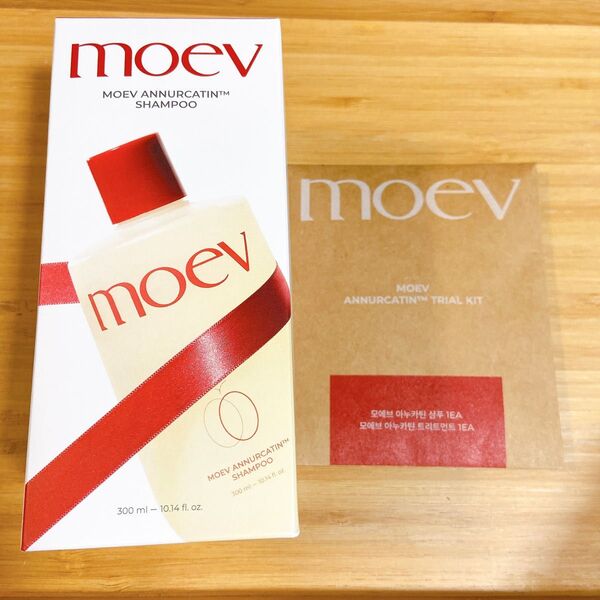 moev
MOEV ANNURCATIN™
SHAMPOO
moev
MOEV ANNURCATIN™
SHAMPOO
300 ml – 10.14 fl. oz.
300 ml – 10.14 fl. oz.
moev
MOEV
ANNURCATIN™ TRIAL KIT
모에브 아누카틴 샴푸 1EA
모에브 아누카틴 트리트먼트 1EA